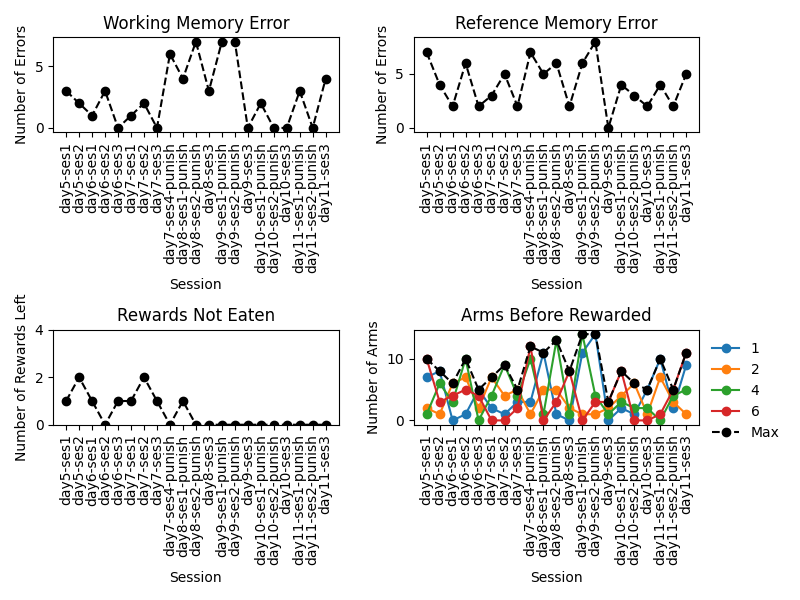 Working Memory Error
Number of Errors
5
0
day5-ses1
day5-ses2
day6-ses1
day6-ses2
day6-ses3
day7-ses1
day7-ses2
day7-ses3
day7-ses4-punish
day8-ses1-punish
day8-ses2-punish
day8-ses3
day9-ses1-punish
day9-ses2-punish
day9-ses3
day10-ses1-punish
day10-ses2-punish
day10-ses3
day11-ses1-punish
day11-ses2-punish
day11-ses3
Session
Reference Memory Error
Number of Errors
5
0
day5-ses1
day5-ses2
day6-ses1
day6-ses2
day6-ses3
day7-ses1
day7-ses2
day7-ses3
day7-ses4-punish
day8-ses1-punish
day8-ses2-punish
day8-ses3
day9-ses1-punish
day9-ses2-punish
day9-ses3
day10-ses1-punish
day10-ses2-punish
day10-ses3
day11-ses1-punish
day11-ses2-punish
day11-ses3
Session
Rewards Not Eaten
Number of Rewards Left
4
2
0
day5-ses1
day5-ses2
day6-ses1
day6-ses2
day6-ses3
day7-ses1
day7-ses2
day7-ses3
day7-ses4-punish
day8-ses1-punish
day8-ses2-punish
day8-ses3
day9-ses1-punish
day9-ses2-punish
day9-ses3
day10-ses1-punish
day10-ses2-punish
day10-ses3
day11-ses1-punish
day11-ses2-punish
day11-ses3
Session
Arms Before Rewarded
Number of Arms
10
0
day5-ses1
day5-ses2
day6-ses1
day6-ses2
day6-ses3
day7-ses1
day7-ses2
day7-ses3
day7-ses4-punish
day8-ses1-punish
day8-ses2-punish
day8-ses3
day9-ses1-punish
day9-ses2-punish
day9-ses3
day10-ses1-punish
day10-ses2-punish
day10-ses3
day11-ses1-punish
day11-ses2-punish
day11-ses3
Session
1
2
4
6
Max